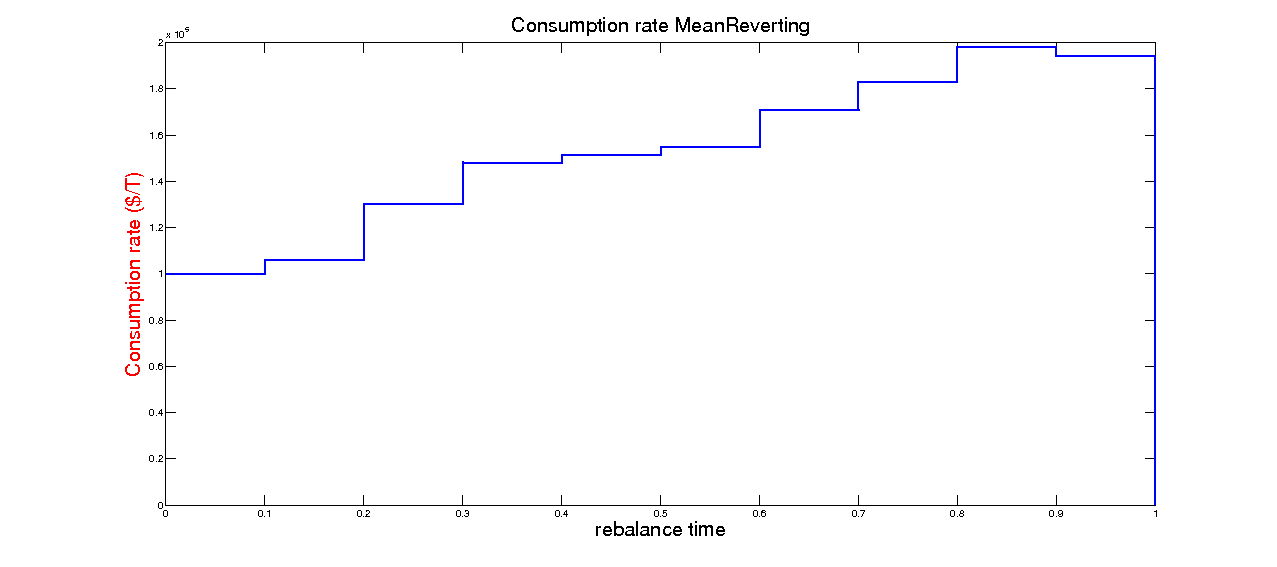 Consumption rate MeanReverting
x 10^5
2
1.8
1.6
1.4
1.2
1
0.8
0.6
0.4
0.2
0
Consumption rate ($/T)
0 0.1 0.2 0.3 0.4 0.5 0.6 0.7 0.8 0.9 1
rebalance time